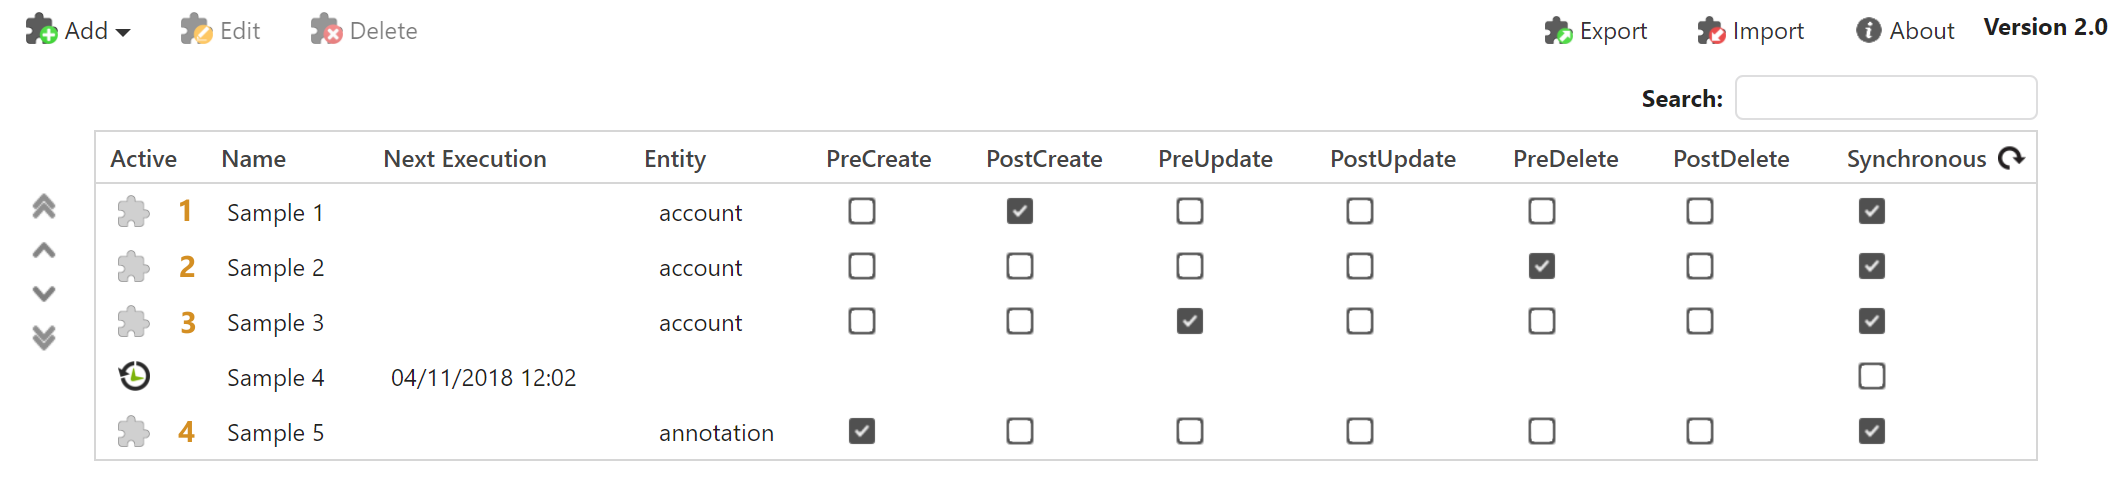 Add Edit Delete Export Import About Version 2.0
Search:
Active Name Next Execution Entity PreCreate PostCreate PreUpdate PostUpdate PreDelete PostDelete Synchronous
1 Sample 1 account
2 Sample 2 account
3 Sample 3 account
Sample 4 04/11/2018 12:02
4 Sample 5 annotation